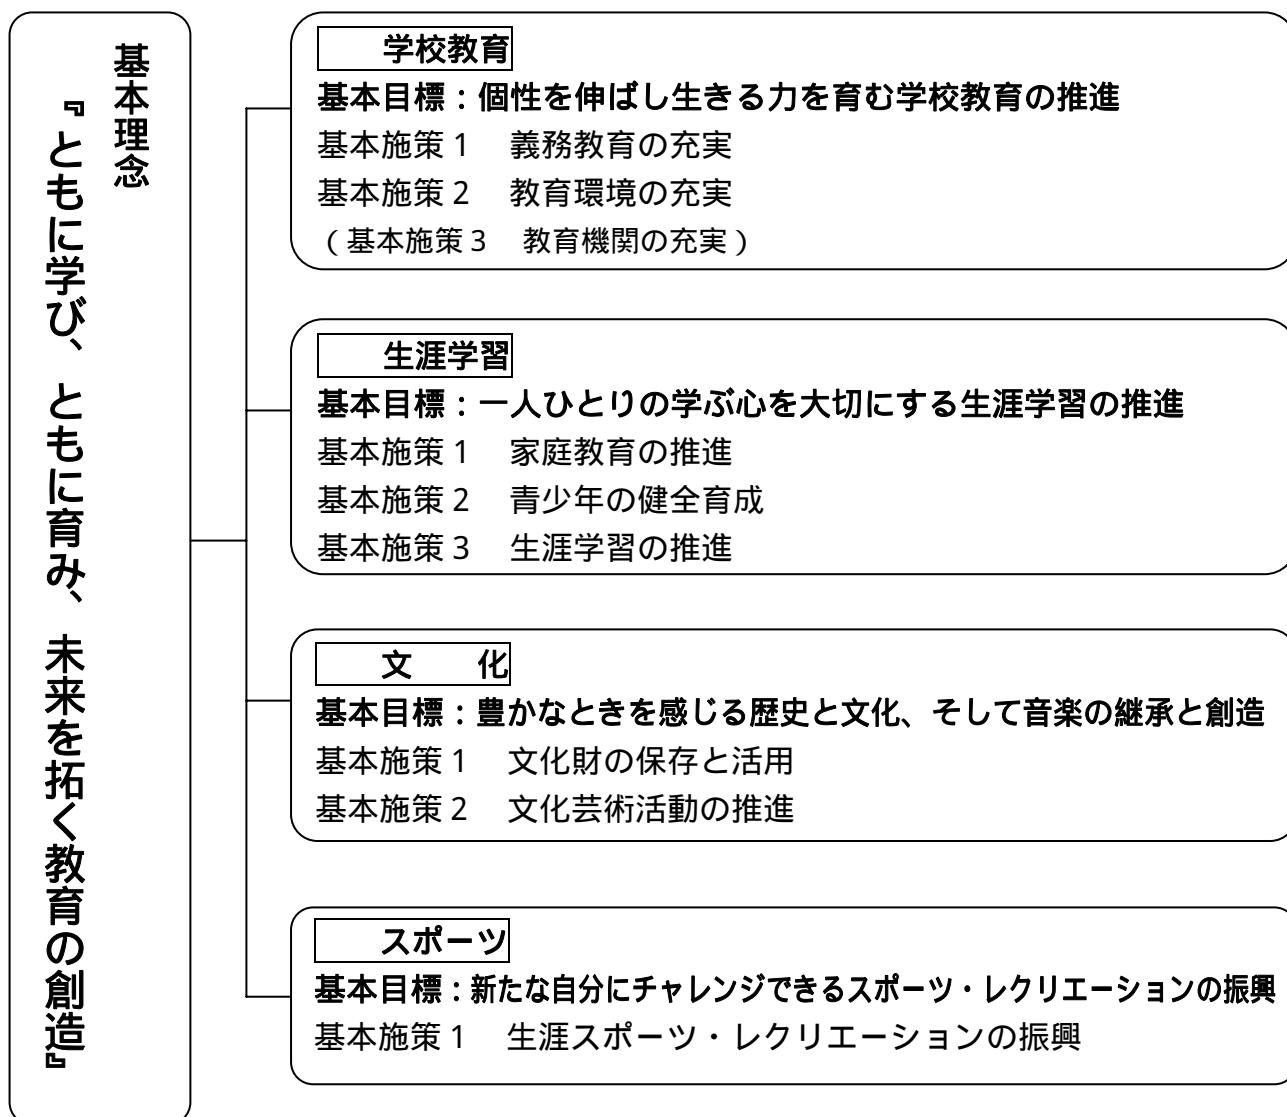 基本理念
『ともに学び、ともに育み、未来を拓く教育の創造』
学校教育
基本目標：個性を伸ばし生きる力を育む学校教育の推進
基本施策１　義務教育の充実
基本施策２　教育環境の充実
（基本施策３　教育機関の充実）
生涯学習
基本目標：一人ひとりの学ぶ心を大切にする生涯学習の推進
基本施策１　家庭教育の推進
基本施策２　青少年の健全育成
基本施策３　生涯学習の推進
文　　化
基本目標：豊かなときを感じる歴史と文化、そして音楽の継承と創造
基本施策１　文化財の保存と活用
基本施策２　文化芸術活動の推進
スポーツ
基本目標：新たな自分にチャレンジできるスポーツ・レクリエーションの振興
基本施策１　生涯スポーツ・レクリエーションの振興